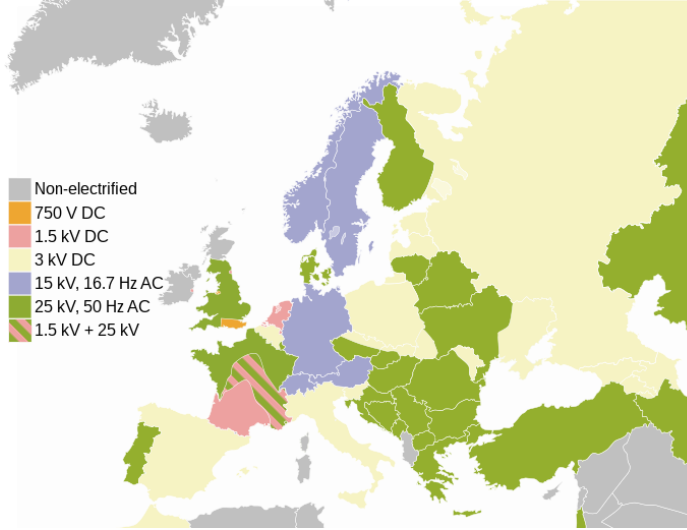 Non-electrified
750 V DC
1.5 kV DC
3 kV DC
15 kV, 16.7 Hz AC
25 kV, 50 Hz AC
1.5 kV + 25 kV